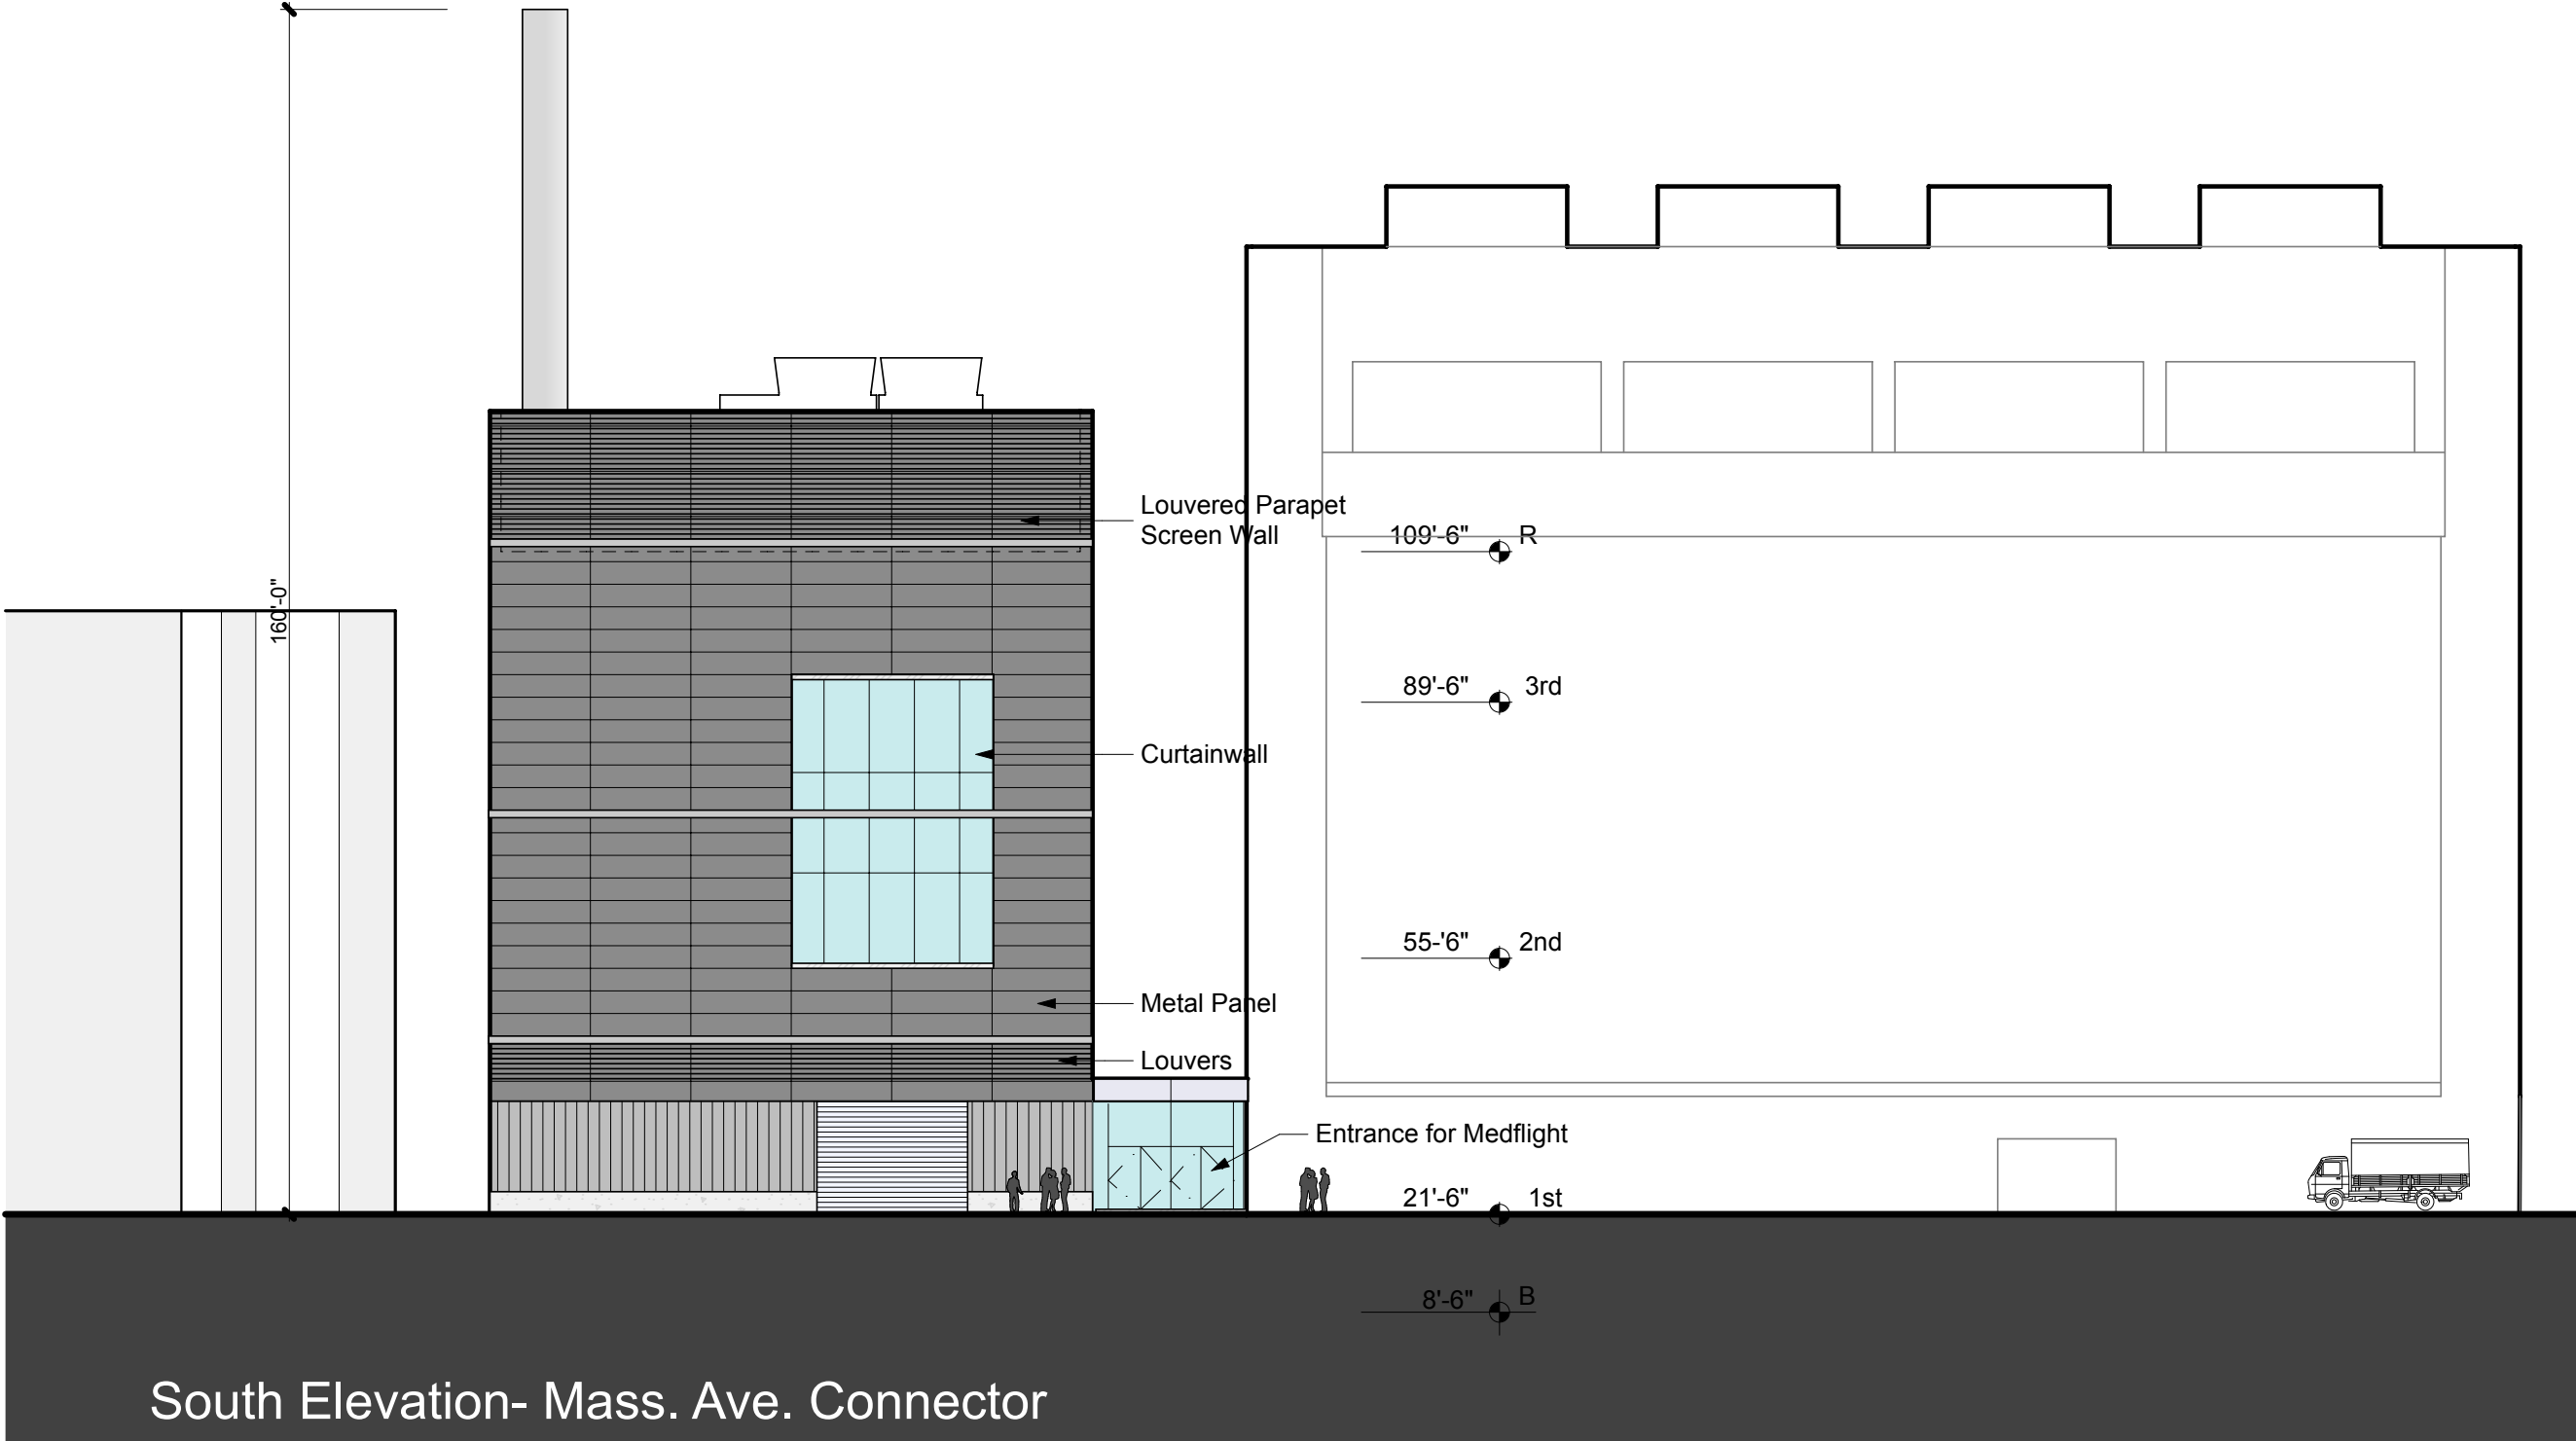 160'-0"
Louvered Parapet
Screen Wall
109'-6" R
89'-6" 3rd
Curtainwall
55-'6" 2nd
Metal Panel
Louvers
Entrance for Medflight
21'-6" 1st
8'-6" B
South Elevation- Mass. Ave. Connector